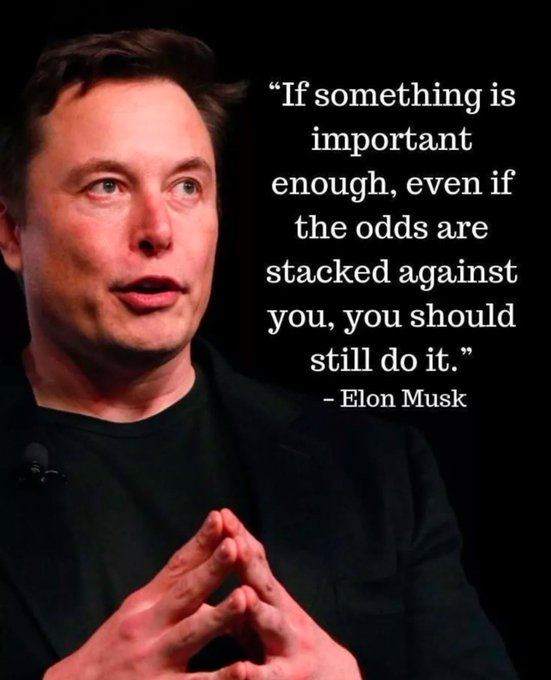 “If something is
important
enough, even if
the odds are
stacked against
you, you should
still do it.”
– Elon Musk